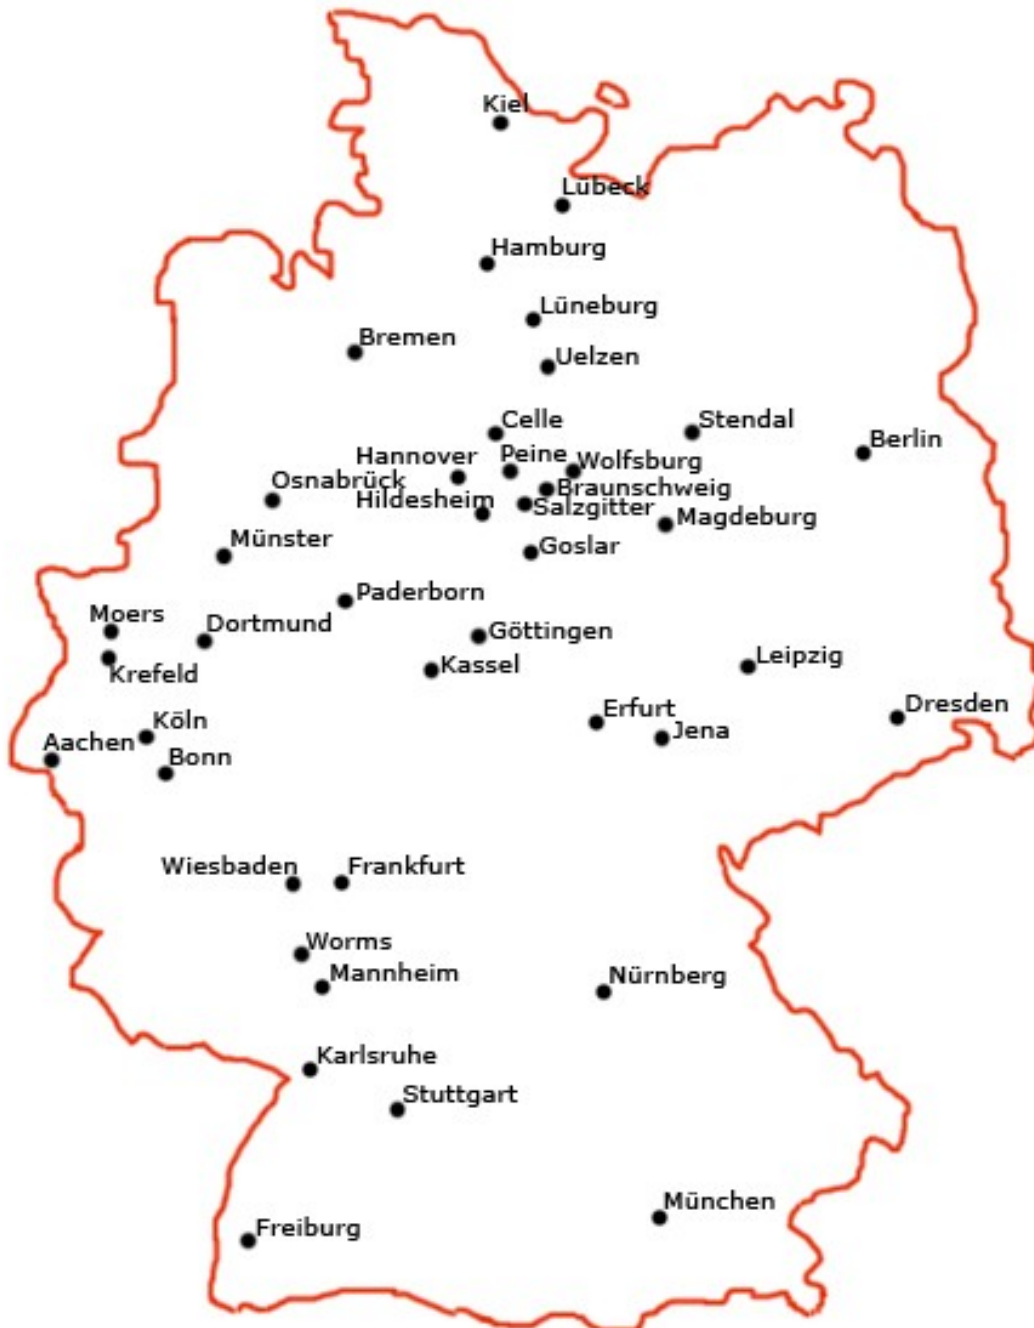 Kiel
Lübeck
Hamburg
Lüneburg
Bremen
Uelzen
Celle
Stendal
Berlin
Hannover
Peine
Wolfsburg
Osnabrück
Braunschweig
Hildesheim
Salzgitter
Magdeburg
Münster
Goslar
Paderborn
Moers
Dortmund
Göttingen
Krefeld
Kassel
Leipzig
Erfurt
Dresden
Köln
Jena
Aachen
Bonn
Wiesbaden
Frankfurt
Worms
Mannheim
Nürnberg
Karlsruhe
Stuttgart
München
Freiburg